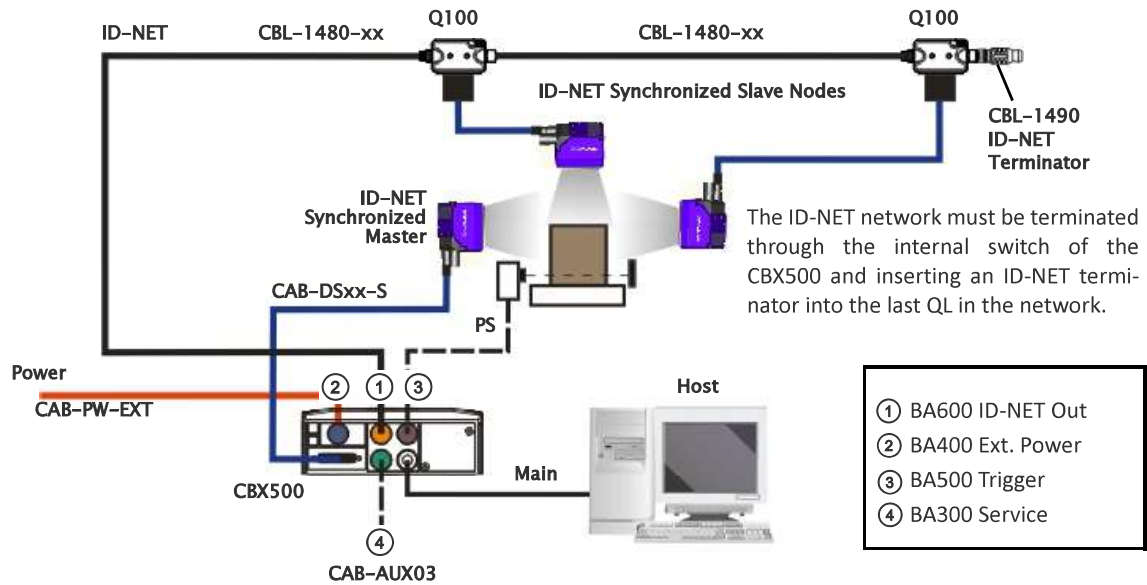 Q100
Q100
ID-NET
CBL-1480-xx
CBL-1480-xx
ID-NET Synchronized Slave Nodes
CBL-1490
ID-NET
Terminator
ID-NET
Synchronized
Master
The ID-NET network must be terminated
through the internal switch of the
CBX500 and inserting an ID-NET termi-
nator into the last QL in the network.
CAB-DSxx-S
PS
Power
CAB-PW-EXT
2
1
3
Host
CBX500
Main
4
CAB-AUX03
1 BA600 ID-NET Out
2 BA400 Ext. Power
3 BA500 Trigger
4 BA300 Service